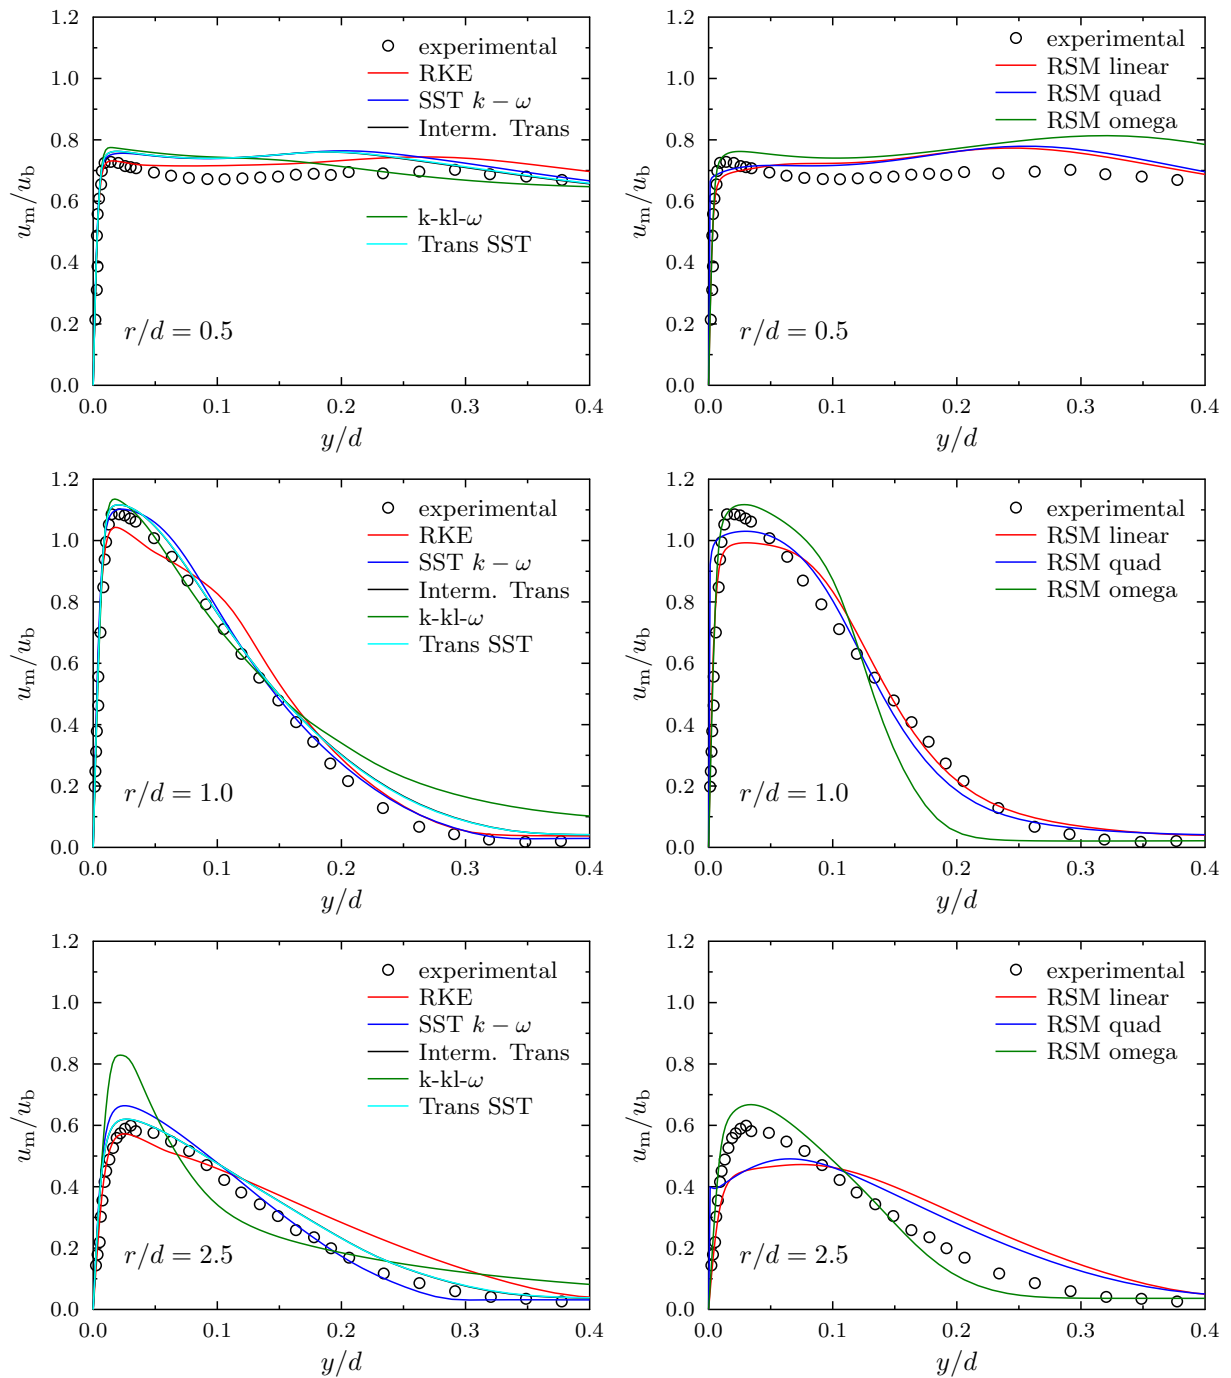 1.2
1.0
0.8
0.6
0.4
0.2
0.0
u_m/u_b
experimental
RKE
SST k − ω
Interm. Trans
k-kl-ω
Trans SST
r/d = 0.5
0.0 0.1 0.2 0.3 0.4
y/d
1.2
1.0
0.8
0.6
0.4
0.2
0.0
u_m/u_b
experimental
RSM linear
RSM quad
RSM omega
r/d = 0.5
0.0 0.1 0.2 0.3 0.4
y/d
1.2
1.0
0.8
0.6
0.4
0.2
0.0
u_m/u_b
experimental
RKE
SST k − ω
Interm. Trans
k-kl-ω
Trans SST
r/d = 1.0
0.0 0.1 0.2 0.3 0.4
y/d
1.2
1.0
0.8
0.6
0.4
0.2
0.0
u_m/u_b
experimental
RSM linear
RSM quad
RSM omega
r/d = 1.0
0.0 0.1 0.2 0.3 0.4
y/d
1.2
1.0
0.8
0.6
0.4
0.2
0.0
u_m/u_b
experimental
RKE
SST k − ω
Interm. Trans
k-kl-ω
Trans SST
r/d = 2.5
0.0 0.1 0.2 0.3 0.4
y/d
1.2
1.0
0.8
0.6
0.4
0.2
0.0
u_m/u_b
experimental
RSM linear
RSM quad
RSM omega
r/d = 2.5
0.0 0.1 0.2 0.3 0.4
y/d